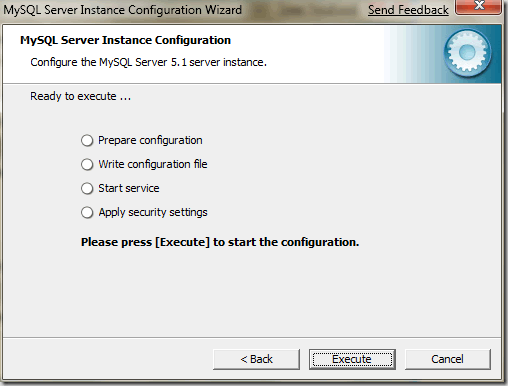 MySQL Server Instance Configuration Wizard
Send Feedback
MySQL Server Instance Configuration
Configure the MySQL Server 5.1 server instance.
Ready to execute ...
Prepare configuration
Write configuration file
Start service
Apply security settings
Please press [Execute] to start the configuration.
< Back
Execute
Cancel